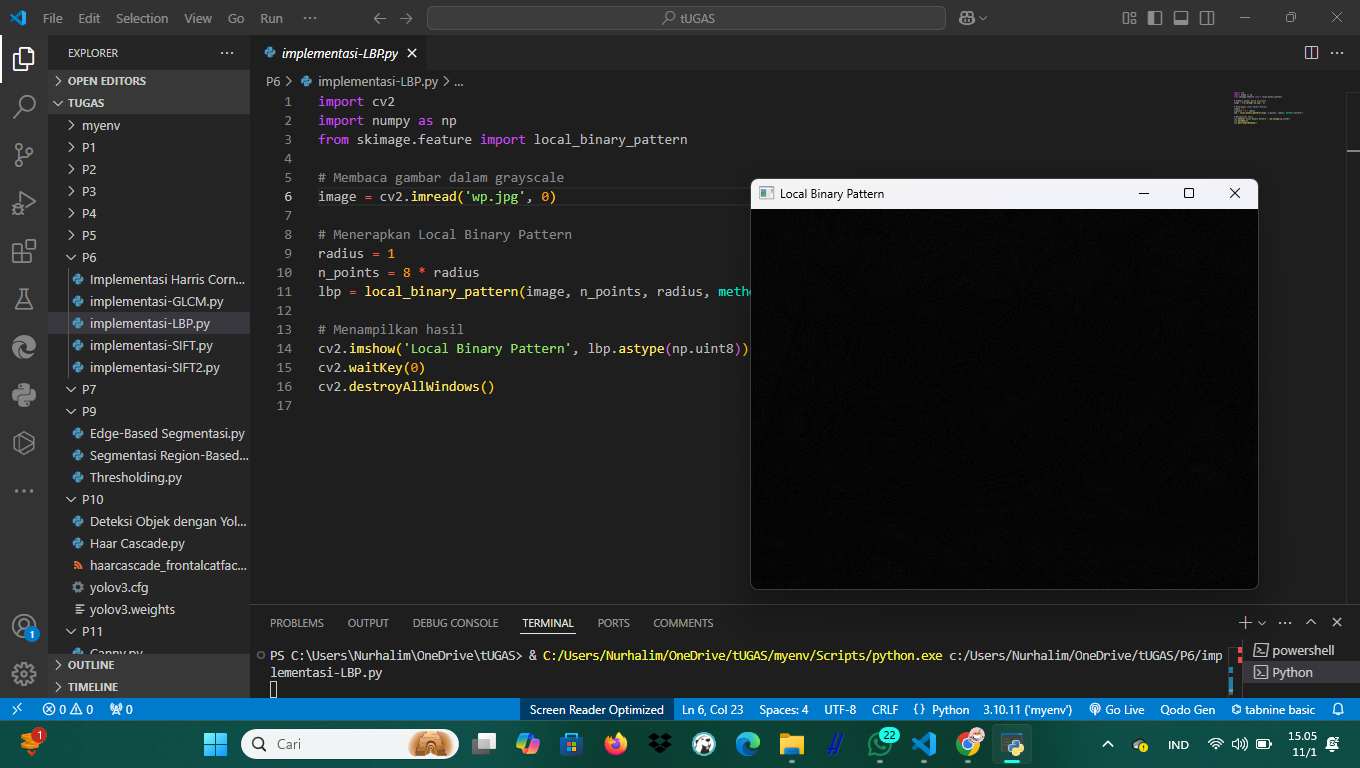 File Edit Selection View Go Run ··· tUGAS
EXPLORER ···
OPEN EDITORS
TUGAS
myenv
P1
P2
P3
P4
P5
P6
Implementasi Harris Corn...
implementasi-GLCM.py
implementasi-LBP.py
implementasi-SIFT.py
implementasi-SIFT2.py
P7
P9
Edge-Based Segmentasi.py
Segmentasi Region-Based...
Thresholding.py
P10
Deteksi Objek dengan Yol...
Haar Cascade.py
haarcascade_frontalcatfac...
yolov3.cfg
yolov3.weights
P11
Canny.py
OUTLINE
TIMELINE
1
implementasi-LBP.py
P6 > implementasi-LBP.py > ...
1 import cv2
2 import numpy as np
3 from skimage.feature import local_binary_pattern
4
5 # Membaca gambar dalam grayscale
6 image = cv2.imread('wp.jpg', 0)
7
8 # Menerapkan Local Binary Pattern
9 radius = 1
10 n_points = 8 * radius
11 lbp = local_binary_pattern(image, n_points, radius, metho
12
13 # Menampilkan hasil
14 cv2.imshow('Local Binary Pattern', lbp.astype(np.uint8))
15 cv2.waitKey(0)
16 cv2.destroyAllWindows()
17
Local Binary Pattern
PROBLEMS OUTPUT DEBUG CONSOLE TERMINAL PORTS COMMENTS
PS C:\Users\Nurhalim\OneDrive\tUGAS> & C:/Users/Nurhalim/OneDrive/tUGAS/myenv/Scripts/python.exe c:/Users/Nurhalim/OneDrive/tUGAS/P6/imp
lementasi-LBP.py
powershell
Python
0 0 0 Screen Reader Optimized Ln 6, Col 23 Spaces: 4 UTF-8 CRLF {} Python 3.10.11 ('myenv') Go Live Qodo Gen tabnine basic
1 Cari 22 IND 15.05
11/1